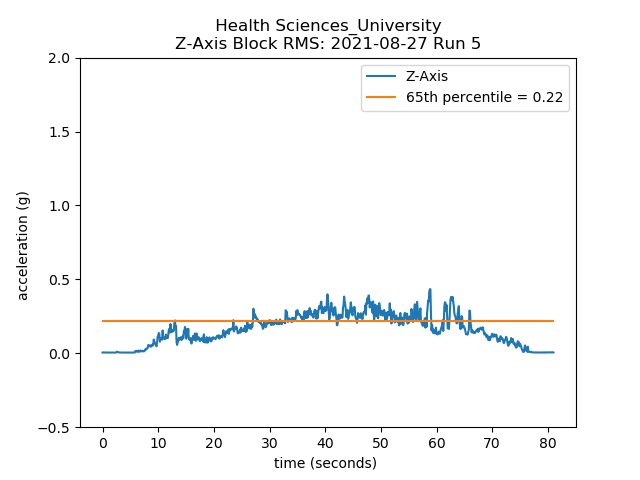 Health Sciences_University
Z-Axis Block RMS: 2021-08-27 Run 5
Z-Axis
65th percentile = 0.22
acceleration (g)
2.0
1.5
1.0
0.5
0.0
−0.5
0 10 20 30 40 50 60 70 80
time (seconds)